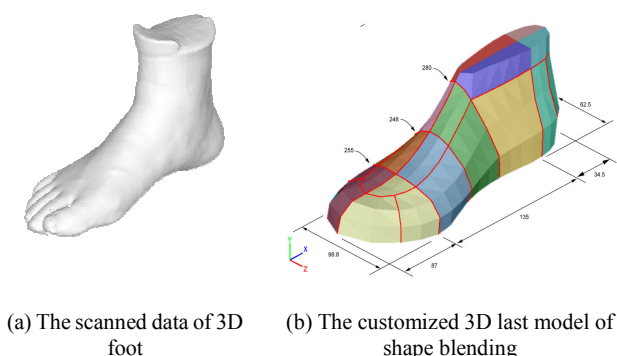 280
248
255
62.5
34.5
135
87
98.8
Y
X
Z
(a) The scanned data of 3D
foot
(b) The customized 3D last model of
shape blending